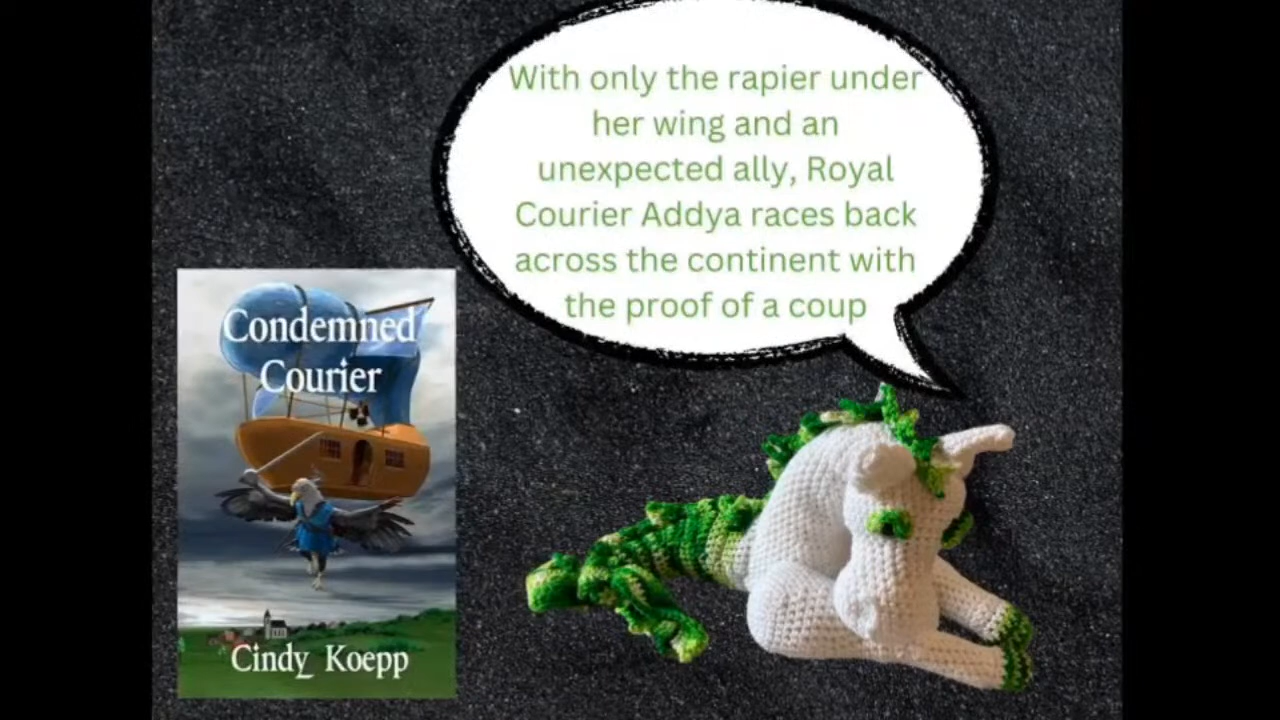 With only the rapier under
her wing and an
unexpected ally, Royal
Courier Addya races back
across the continent with
the proof of a coup
Condemned
Courier
Cindy Koepp